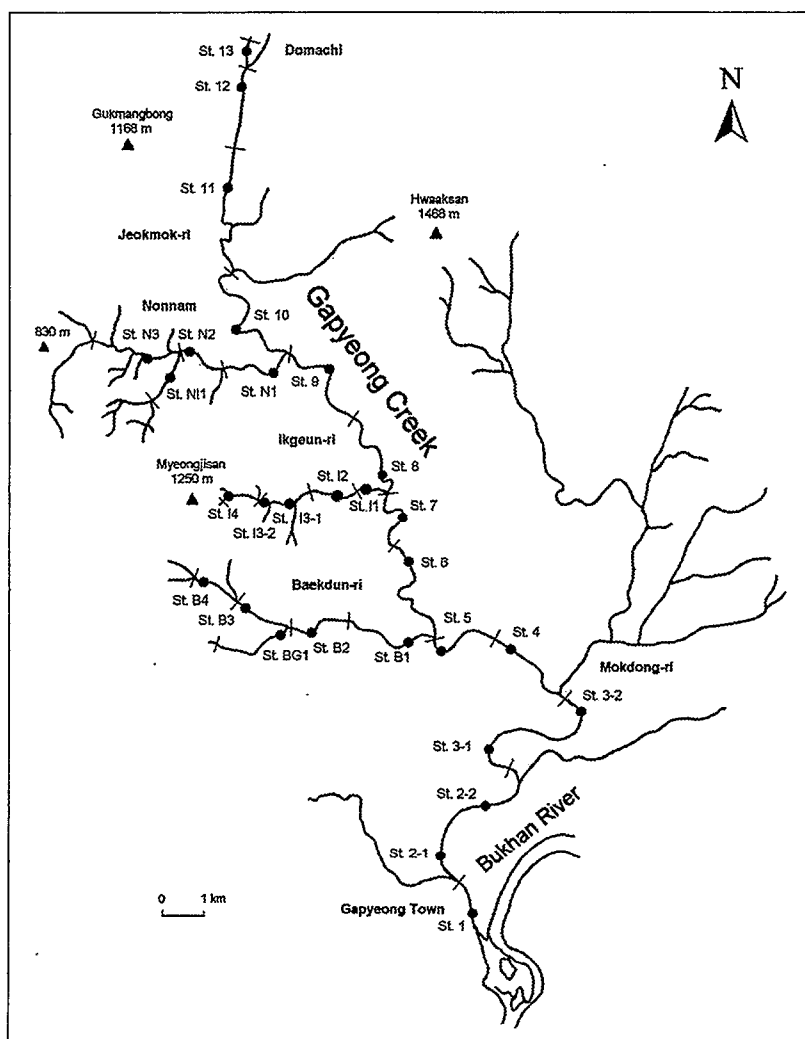 St. 13
Domachi
St. 12
N
Gukmangbong
1168 m
St. 11
Hwaaksan
1468 m
Jeokmok-ri
Gapyeong Creek
Nonnam
St. 10
830 m
St. N3
St. N2
St. NI1
St. N1
St. 9
Ikgeun-ri
Myeongjisan
1250 m
St. 8
St. I2
St. I1
St. I4
St. I3-1
St. I3-2
St. 7
St. 6
Baekdun-ri
St. B4
St. B3
St. BG1
St. B2
St. B1
St. 5
St. 4
Mokdong-ri
St. 3-2
St. 3-1
St. 2-2
Bukhan River
St. 2-1
0 1 km
Gapyeong Town
St. 1